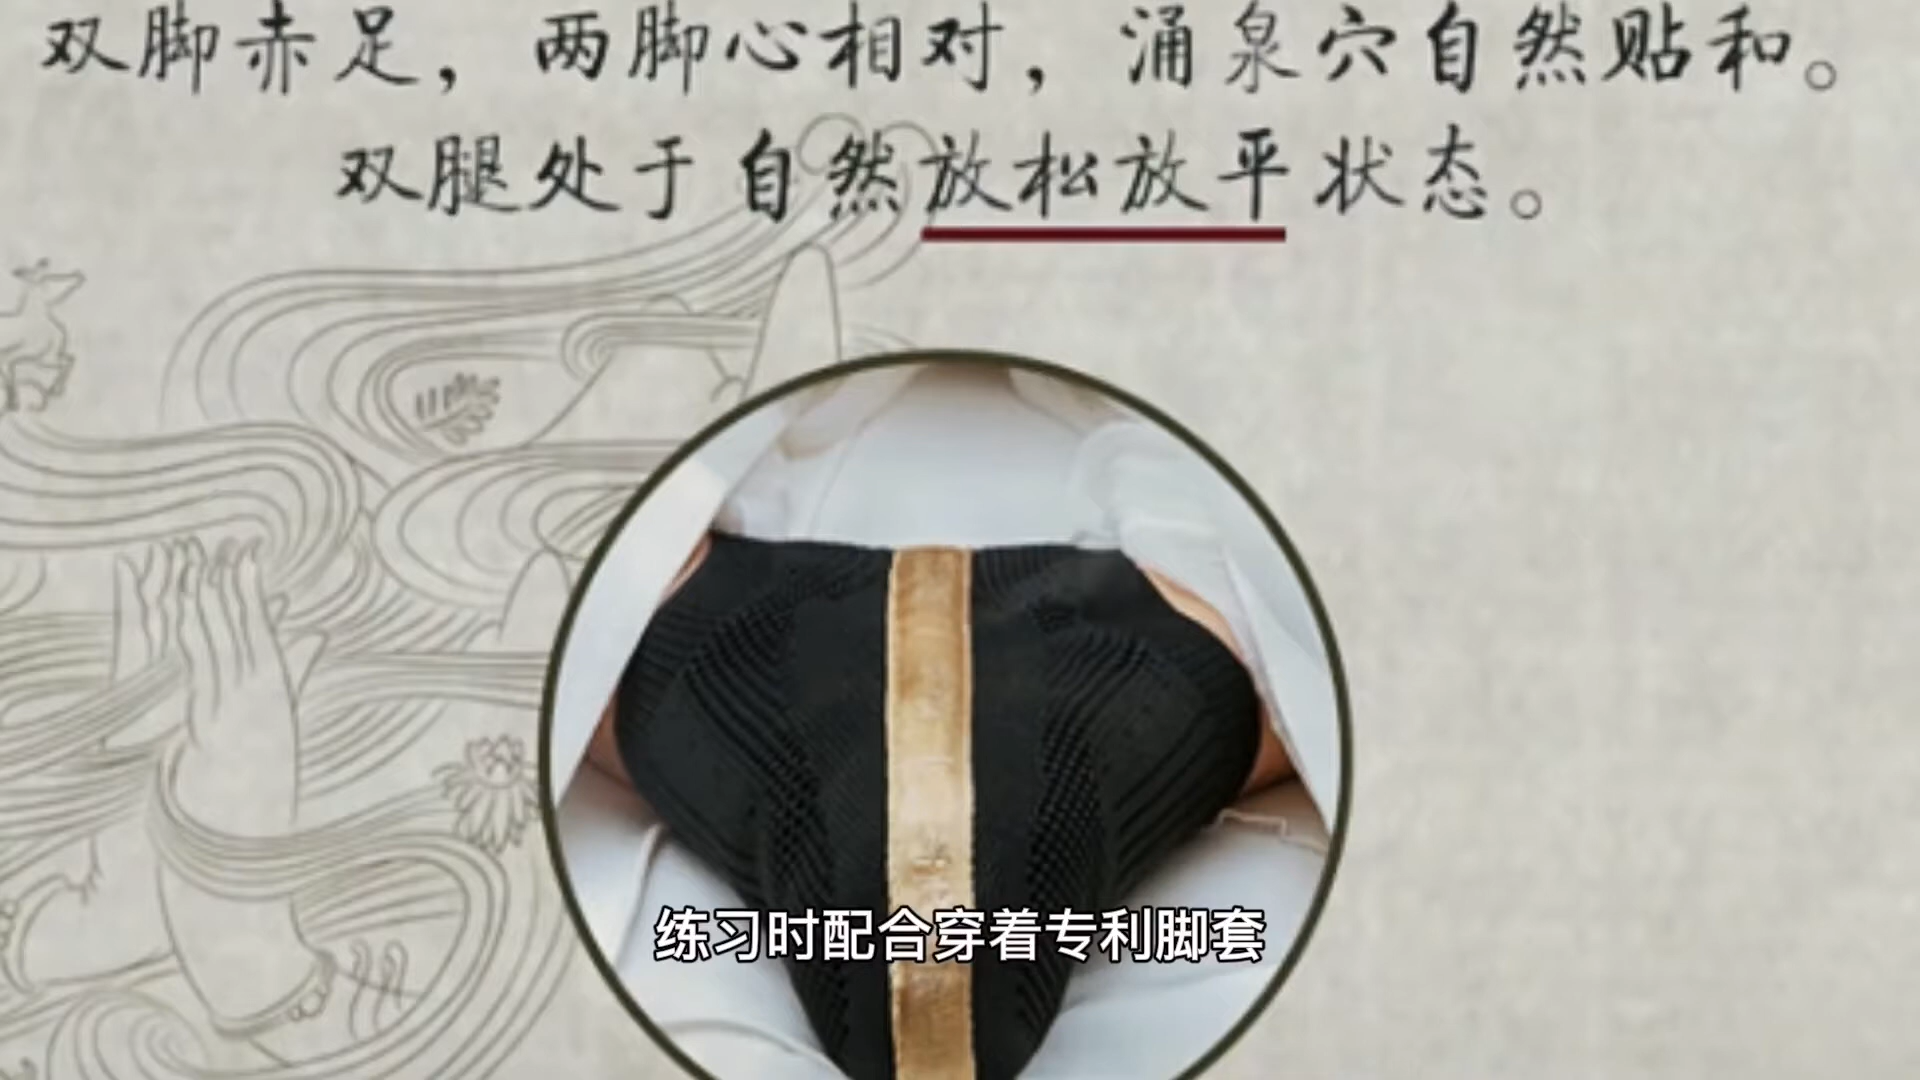 双脚赤足，两脚心相对，涌泉穴自然贴和。
双腿处于自然放松放平状态。
练习时配合穿着专利脚套